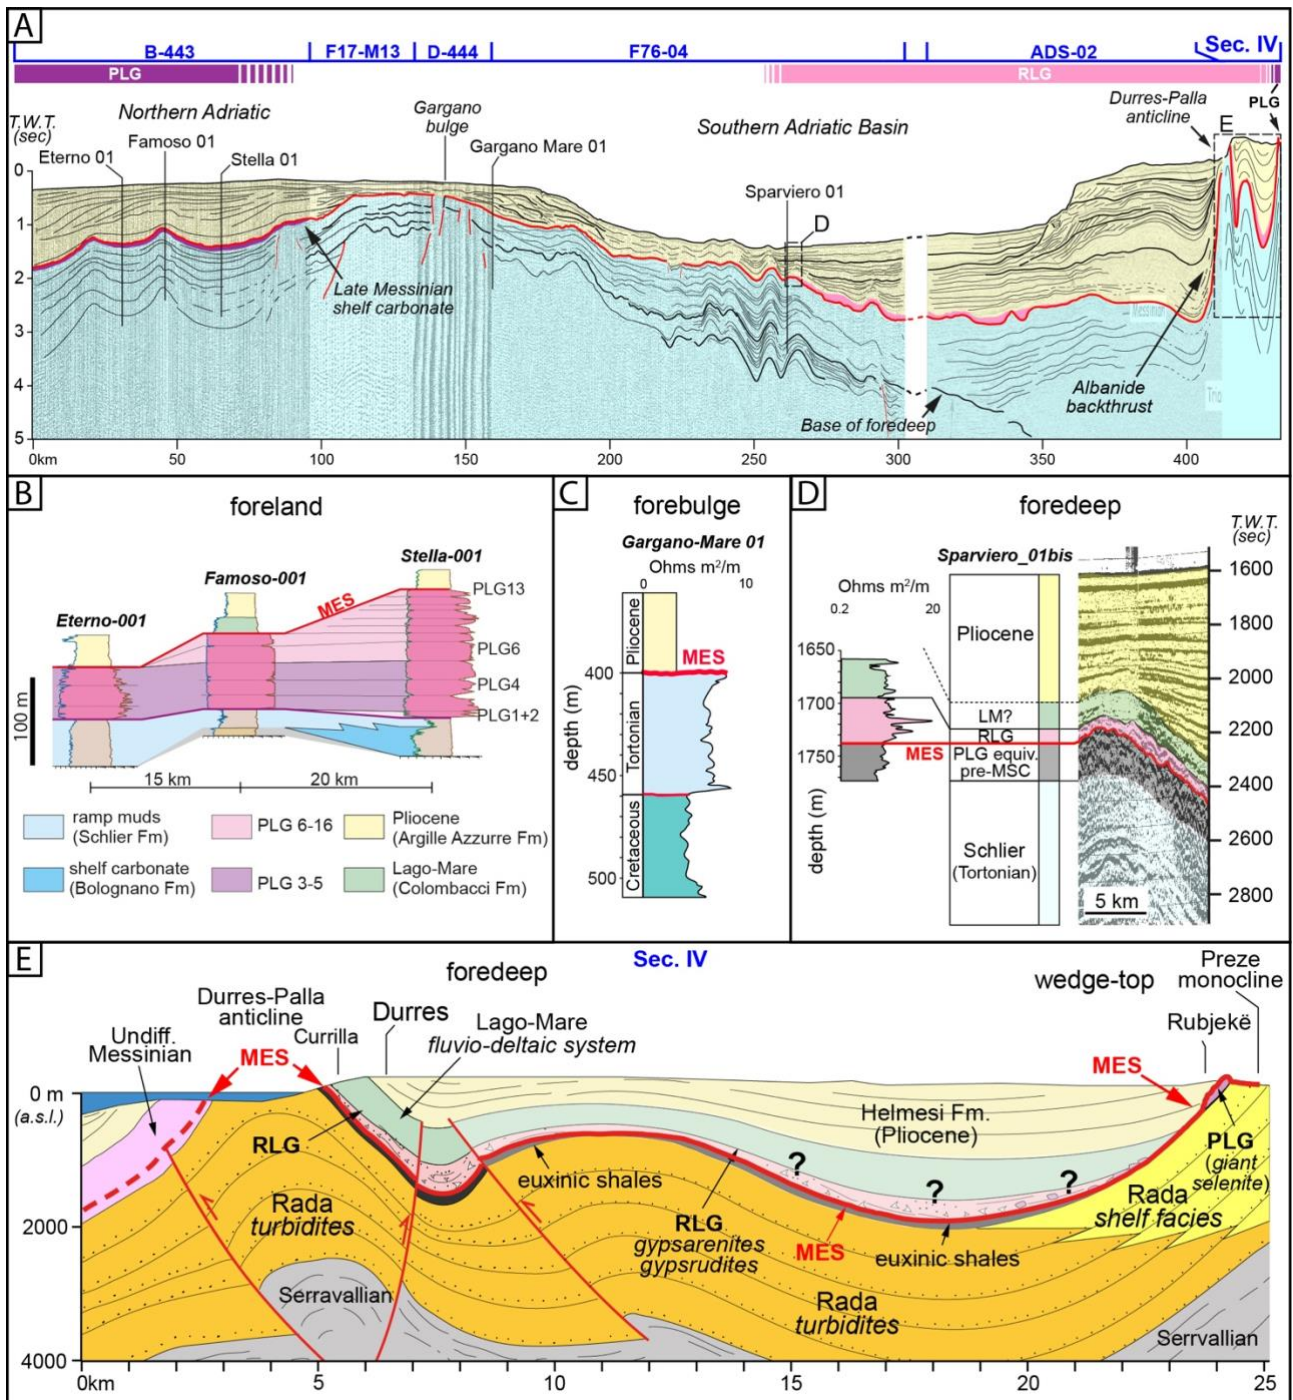 A
B-443
F17-M13
D-444
F76-04
ADS-02
Sec. IV
PLG
RLG
PLG
T.W.T.
(sec)
Northern Adriatic
Gargano
bulge
Southern Adriatic Basin
Durres-Palla
anticline
E
Eterno 01
Famoso 01
Stella 01
Gargano Mare 01
Sparviero 01
D
Late Messinian
shelf carbonate
Messinian
Albanide
backthrust
Base of foredeep
0
1
2
3
4
5
0km
50
100
150
200
250
300
350
400
B
foreland
Stella-001
Famoso-001
Eterno-001
MES
PLG13
PLG6
PLG4
PLG1+2
100 m
15 km
20 km
ramp muds
(Schlier Fm)
PLG 6-16
Pliocene
(Argille Azzurre Fm)
shelf carbonate
(Bolognano Fm)
PLG 3-5
Lago-Mare
(Colombacci Fm)
C
forebulge
Gargano-Mare 01
Ohms m²/m
0
10
Pliocene
MES
400
Tortonian
depth (m)
450
Cretaceous
500
D
foredeep
T.W.T.
(sec)
Sparviero_01bis
Ohms m²/m
0.2
20
1650
1700
1750
depth (m)
MES
Pliocene
LM?
RLG
PLG equiv.
pre-MSC
Schlier
(Tortonian)
5 km
1600
1800
2000
2200
2400
2600
2800
E
foredeep
Sec. IV
wedge-top
Preze
monocline
Durres-Palla
anticline
Undiff.
Messinian
MES
Currilla
Durres
Lago-Mare
fluvio-deltaic system
Rubjekë
MES
0 m
(a.s.l.)
2000
4000
RLG
Rada
turbidites
Serravallian
euxinic shales
Helmesi Fm.
(Pliocene)
?
?
?
RLG
gypsarenites
gypsrudites
MES
euxinic shales
Rada
turbidites
PLG
(giant
selenite)
Rada
shelf facies
Serrvallian
0km
5
10
15
20
25